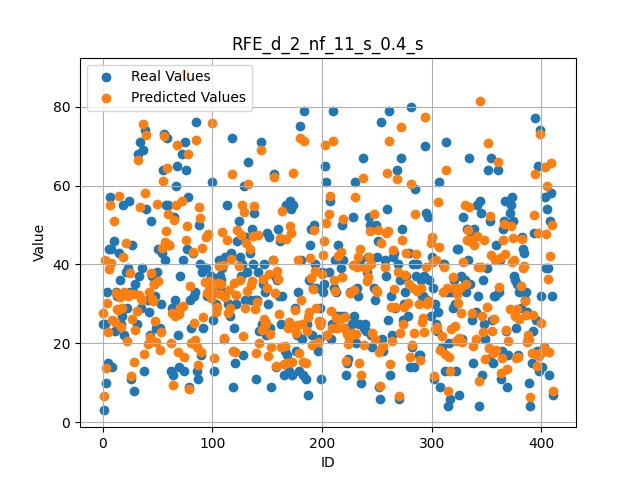 RFE_d_2_nf_11_s_0.4_s
Real Values
Predicted Values
Value
80
60
40
20
0
0 100 200 300 400
ID